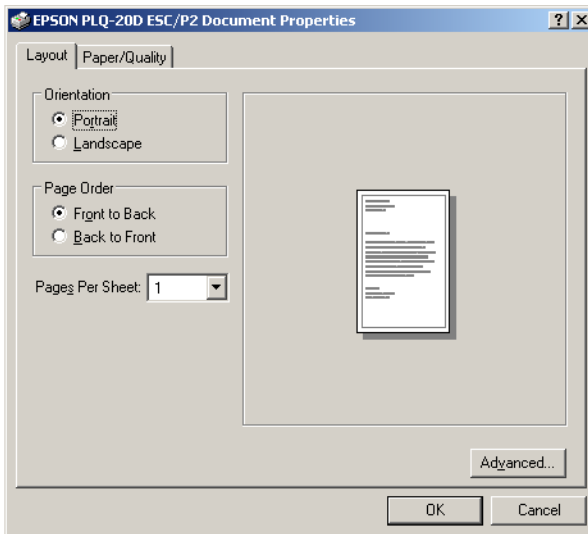 EPSON PLQ-20D ESC/P2 Document Properties
Layout
Paper/Quality
Orientation
Portrait
Landscape
Page Order
Front to Back
Back to Front
Pages Per Sheet: 1
Advanced...
OK
Cancel